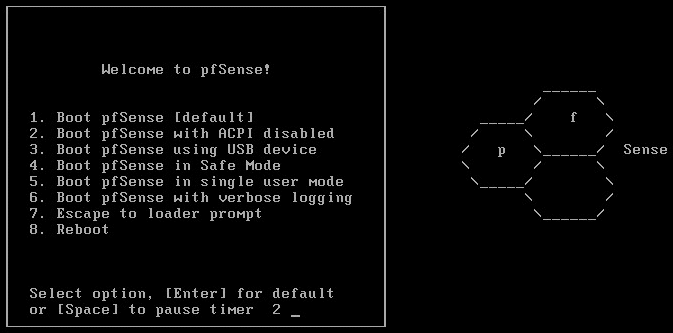 Welcome to pfSense!
1. Boot pfSense [default]
2. Boot pfSense with ACPI disabled
3. Boot pfSense using USB device
4. Boot pfSense in Safe Mode
5. Boot pfSense in single user mode
6. Boot pfSense with verbose logging
7. Escape to loader prompt
8. Reboot
Select option, [Enter] for default
or [Space] to pause timer  2 _
f
p
Sense